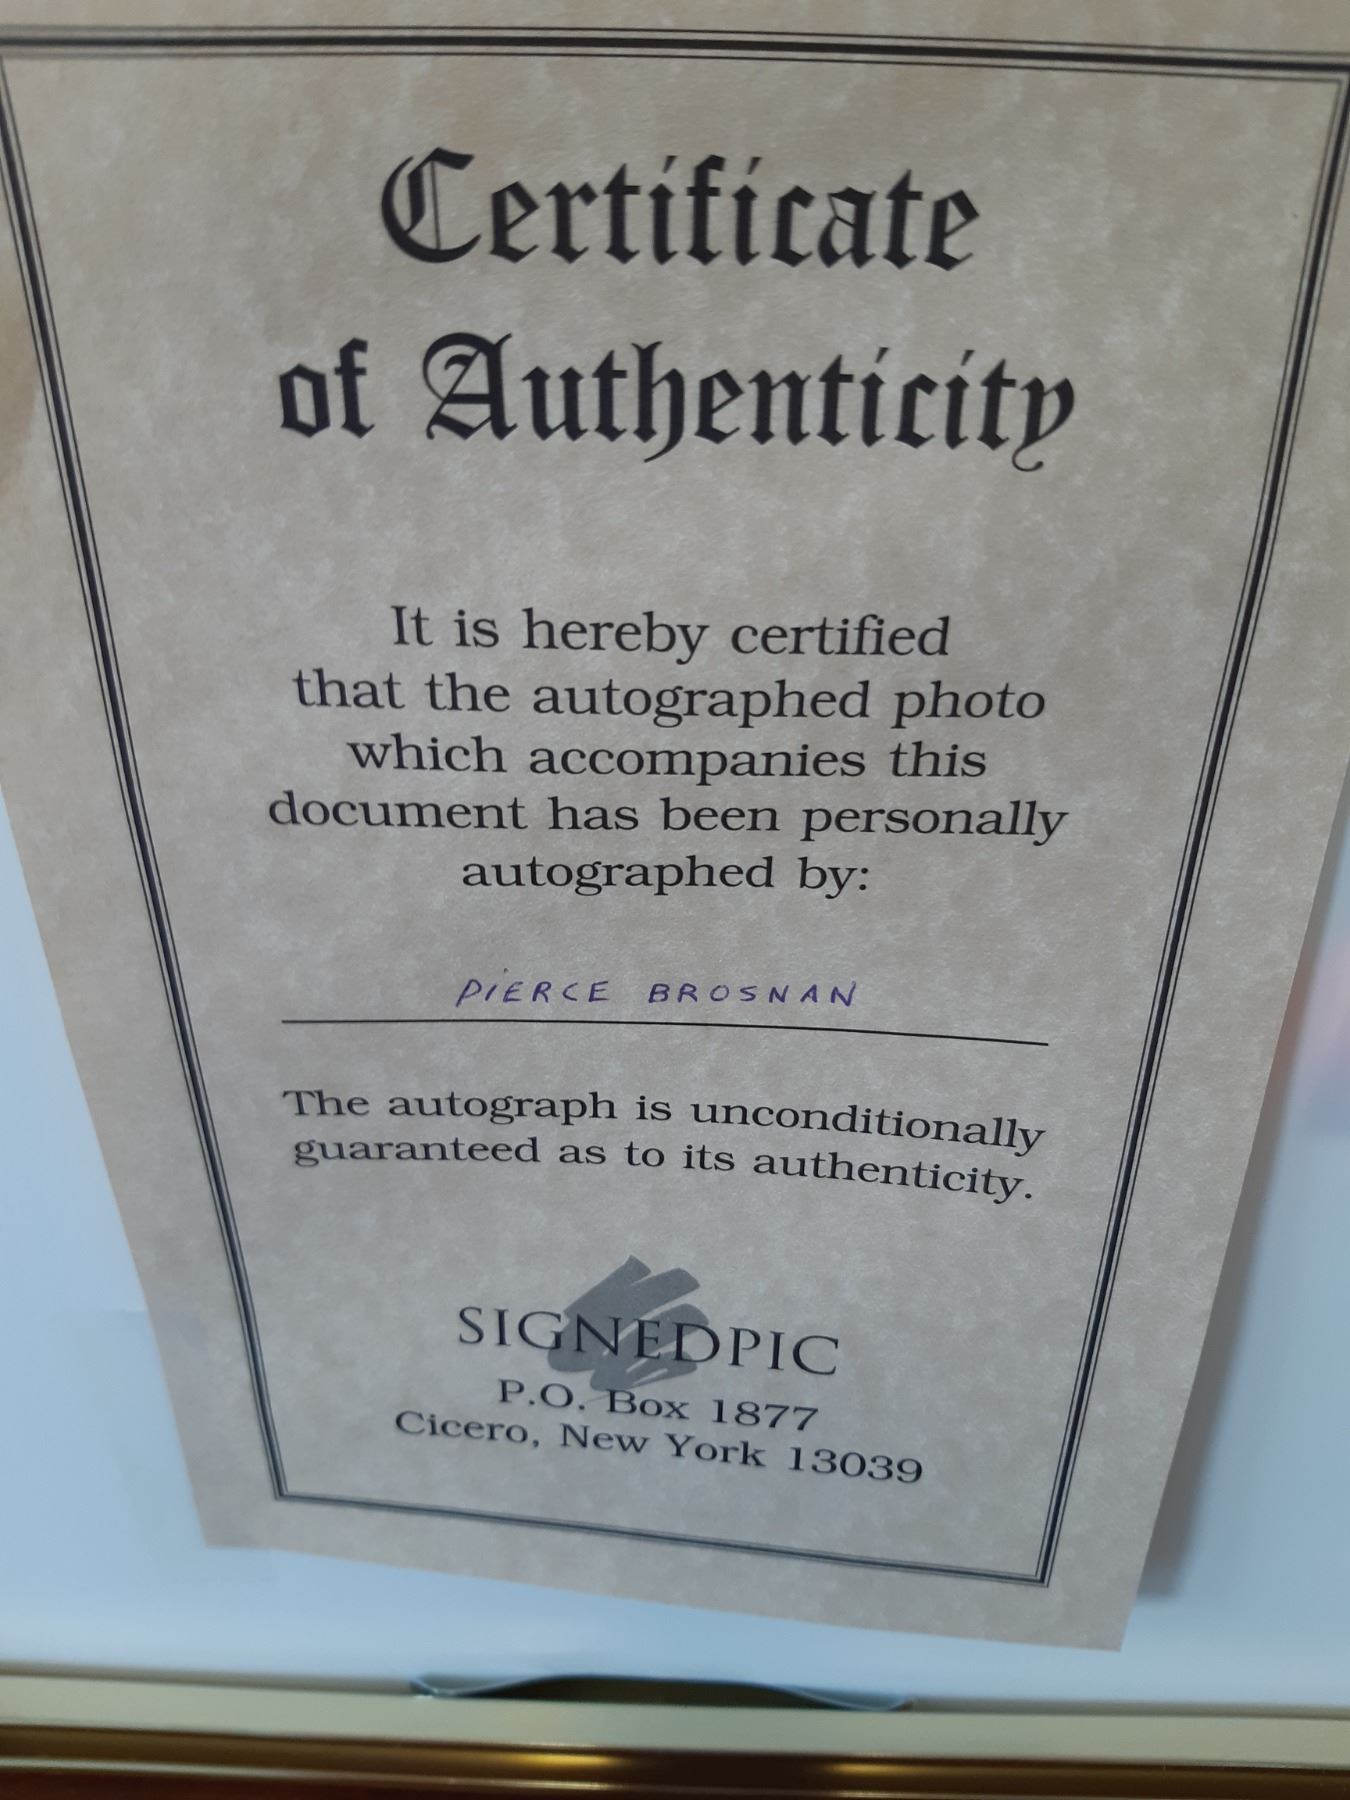 Certificate
of Authenticity
It is hereby certified
that the autographed photo
which accompanies this
document has been personally
autographed by:
PIERCE BROSNAN
The autograph is unconditionally
guaranteed as to its authenticity.
SIGNEDPIC
P.O. Box 1877
Cicero, New York 13039